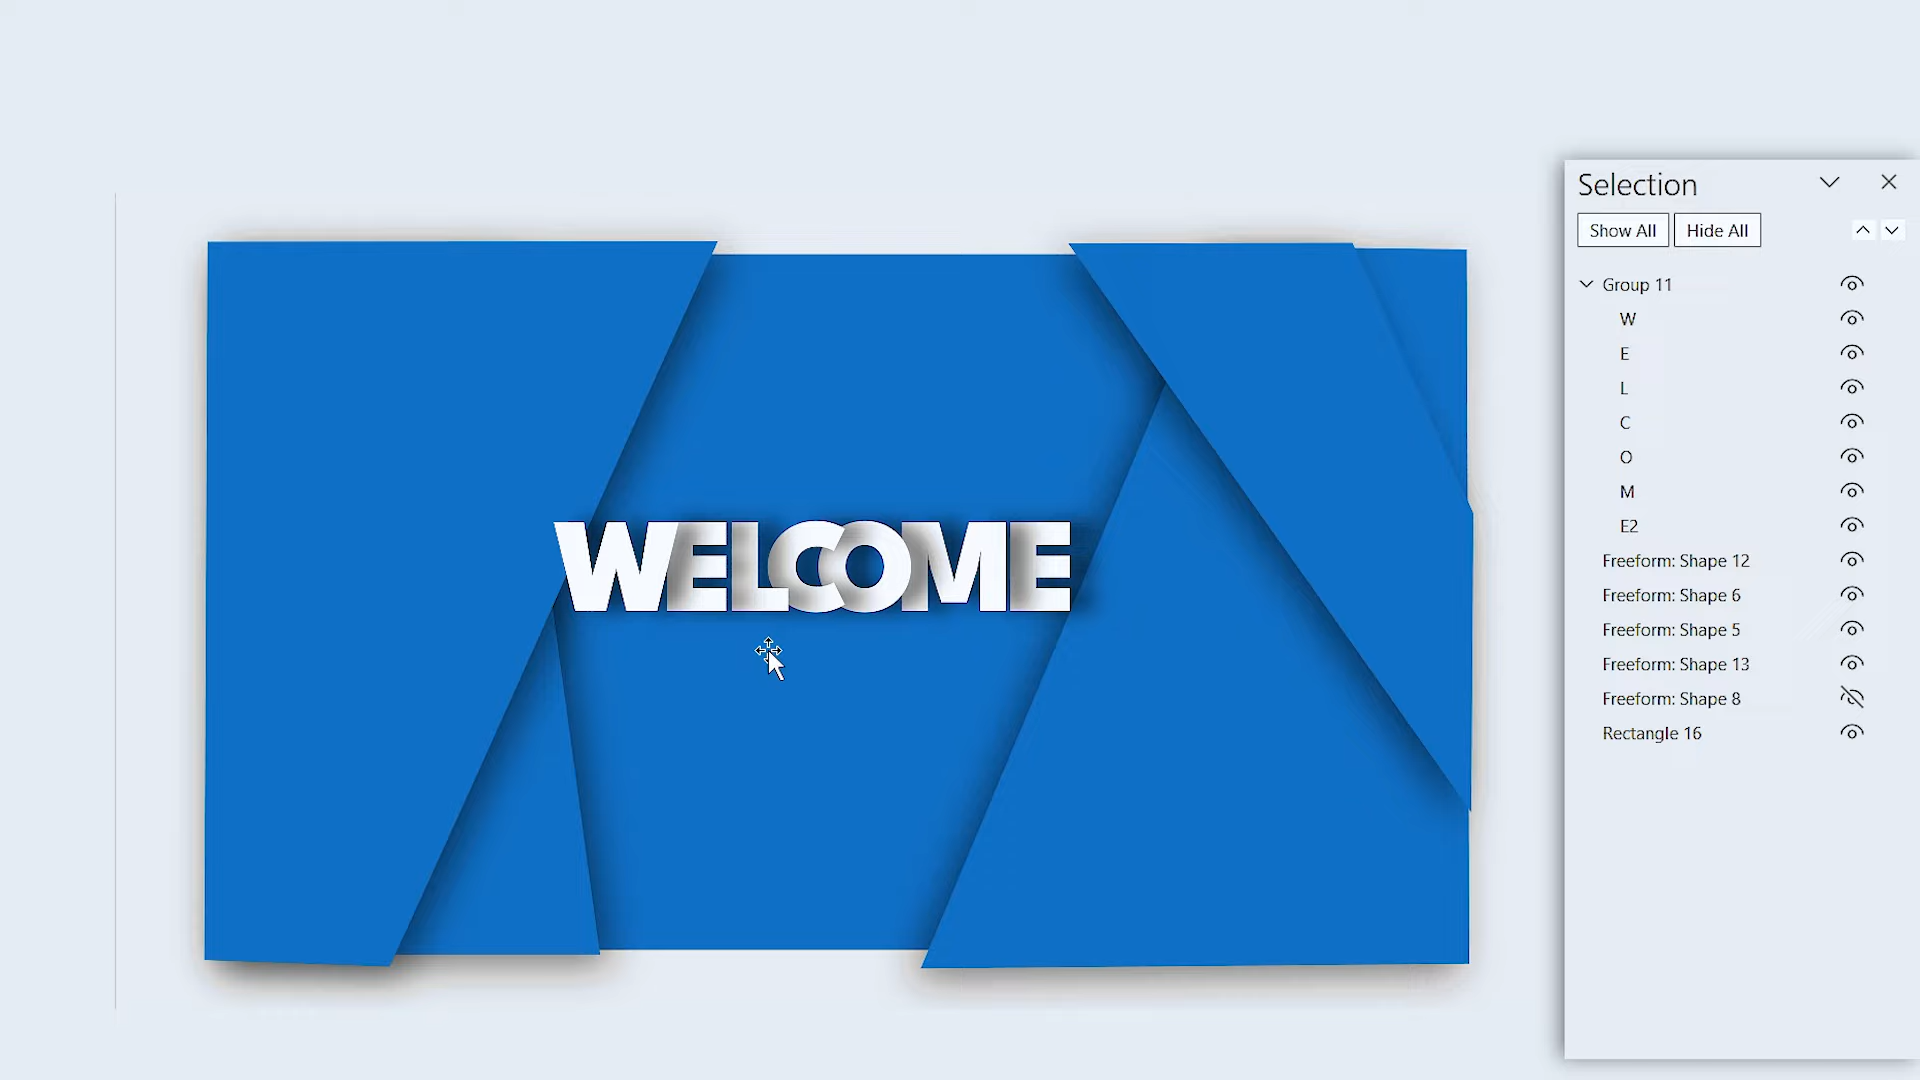 WELCOME
Selection
Show All Hide All
Group 11
W
E
L
C
O
M
E2
Freeform: Shape 12
Freeform: Shape 6
Freeform: Shape 5
Freeform: Shape 13
Freeform: Shape 8
Rectangle 16